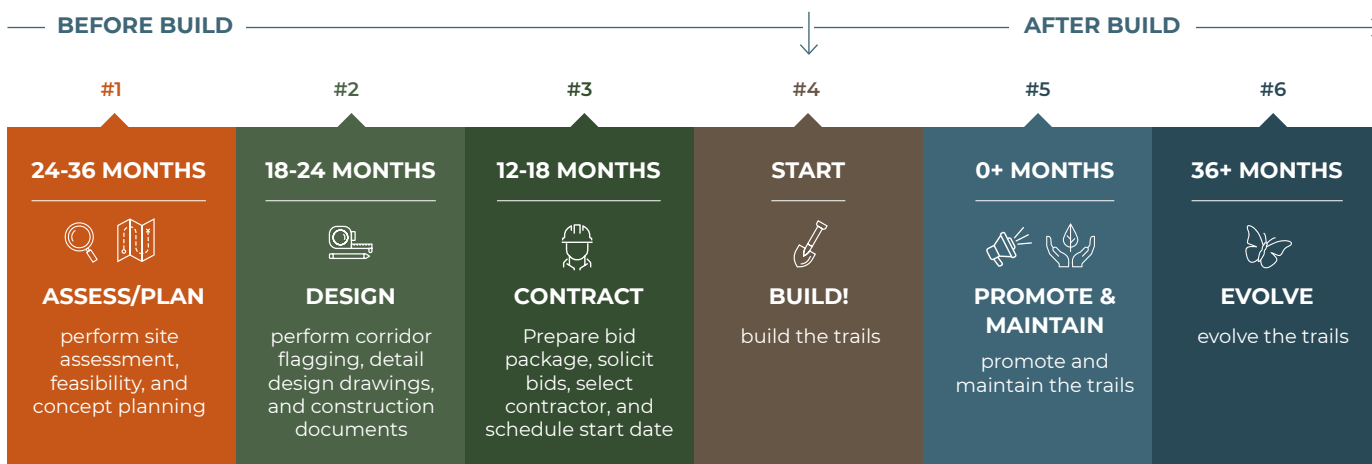 BEFORE BUILD
AFTER BUILD
#1
#2
#3
#4
#5
#6
24-36 MONTHS
ASSESS/PLAN
perform site
assessment,
feasibility, and
concept planning
18-24 MONTHS
DESIGN
perform corridor
flagging, detail
design drawings,
and construction
documents
12-18 MONTHS
CONTRACT
Prepare bid
package, solicit
bids, select
contractor, and
schedule start date
START
BUILD!
build the trails
0+ MONTHS
PROMOTE &
MAINTAIN
promote and
maintain the trails
36+ MONTHS
EVOLVE
evolve the trails